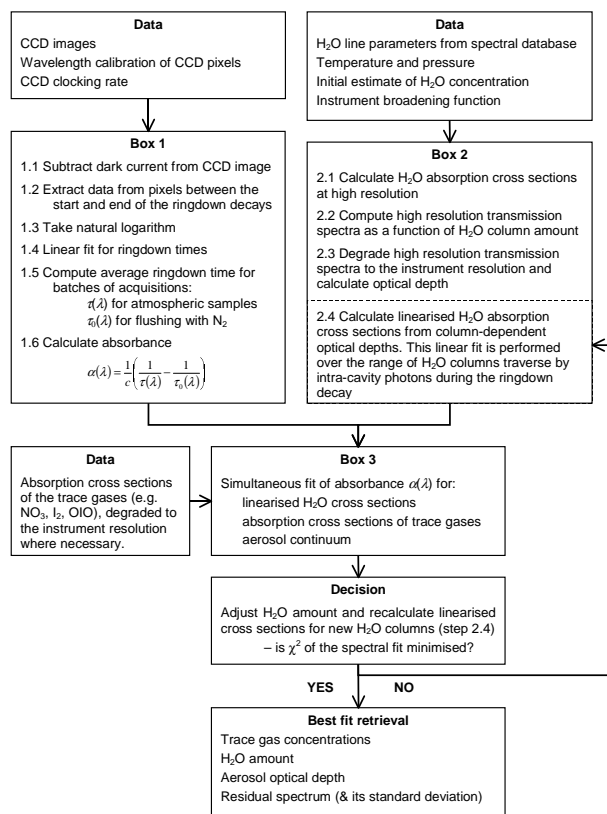 Data
CCD images
Wavelength calibration of CCD pixels
CCD clocking rate
Data
H₂O line parameters from spectral database
Temperature and pressure
Initial estimate of H₂O concentration
Instrument broadening function
Box 1
1.1 Subtract dark current from CCD image
1.2 Extract data from pixels between the
start and end of the ringdown decays
1.3 Take natural logarithm
1.4 Linear fit for ringdown times
1.5 Compute average ringdown time for
batches of acquisitions:
τ(λ) for atmospheric samples
τ₀(λ) for flushing with N₂
1.6 Calculate absorbance
α(λ) = 1/c (1/τ(λ) − 1/τ₀(λ))
Box 2
2.1 Calculate H₂O absorption cross sections
at high resolution
2.2 Compute high resolution transmission
spectra as a function of H₂O column amount
2.3 Degrade high resolution transmission
spectra to the instrument resolution and
calculate optical depth
2.4 Calculate linearised H₂O absorption
cross sections from column-dependent
optical depths. This linear fit is performed
over the range of H₂O columns traverse by
intra-cavity photons during the ringdown
decay
Data
Absorption cross sections
of the trace gases (e.g.
NO₃, I₂, OIO), degraded to
the instrument resolution
where necessary.
Box 3
Simultaneous fit of absorbance α(λ) for:
linearised H₂O cross sections
absorption cross sections of trace gases
aerosol continuum
Decision
Adjust H₂O amount and recalculate linearised
cross sections for new H₂O columns (step 2.4)
– is χ² of the spectral fit minimised?
YES NO
Best fit retrieval
Trace gas concentrations
H₂O amount
Aerosol optical depth
Residual spectrum (& its standard deviation)